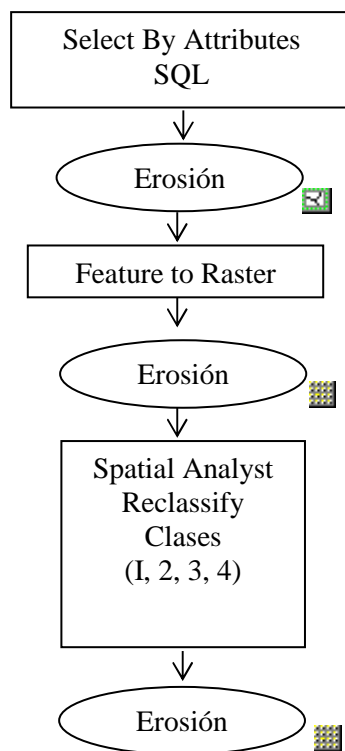 Select By Attributes
SQL
Erosión
Feature to Raster
Erosión
Spatial Analyst
Reclassify
Clases
(I, 2, 3, 4)
Erosión